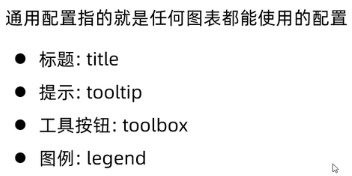 通用配置指的就是任何图表都能使用的配置
● 标题: title
● 提示: tooltip
● 工具按钮: toolbox
● 图例: legend